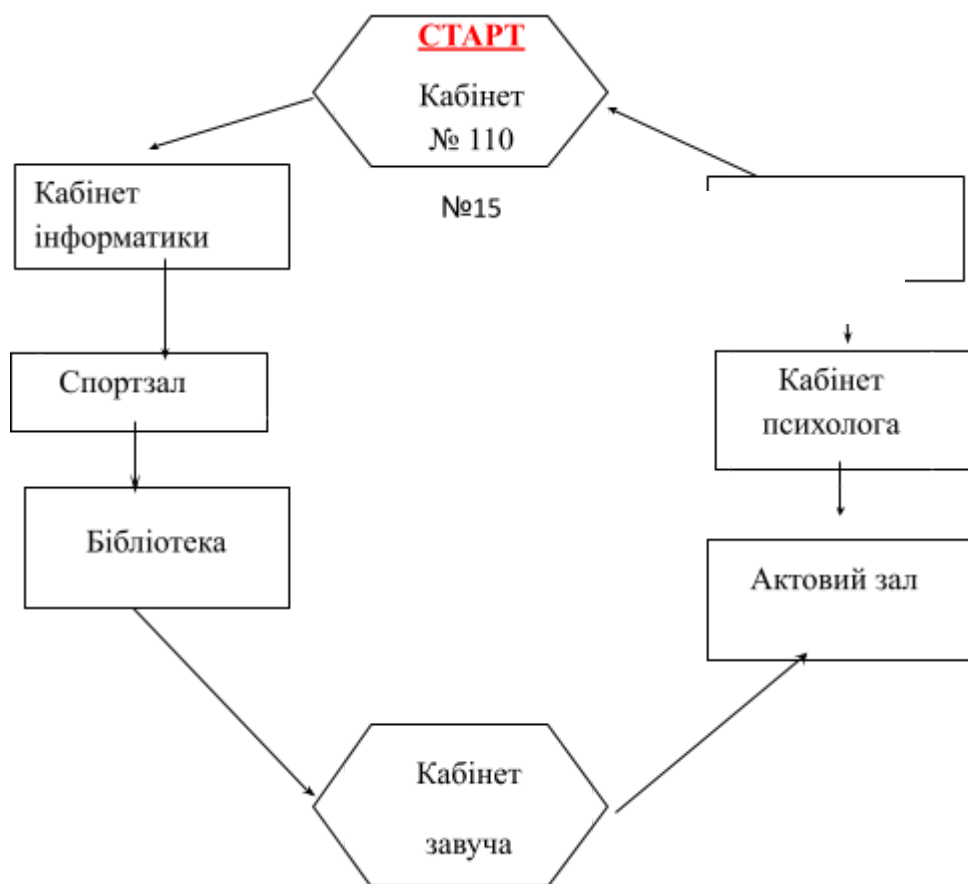 СТАРТ
Кабінет
№ 110
№15
Кабінет
інформатики
Спортзал
Бібліотека
Кабінет
завуча
Кабінет
психолога
Актовий зал